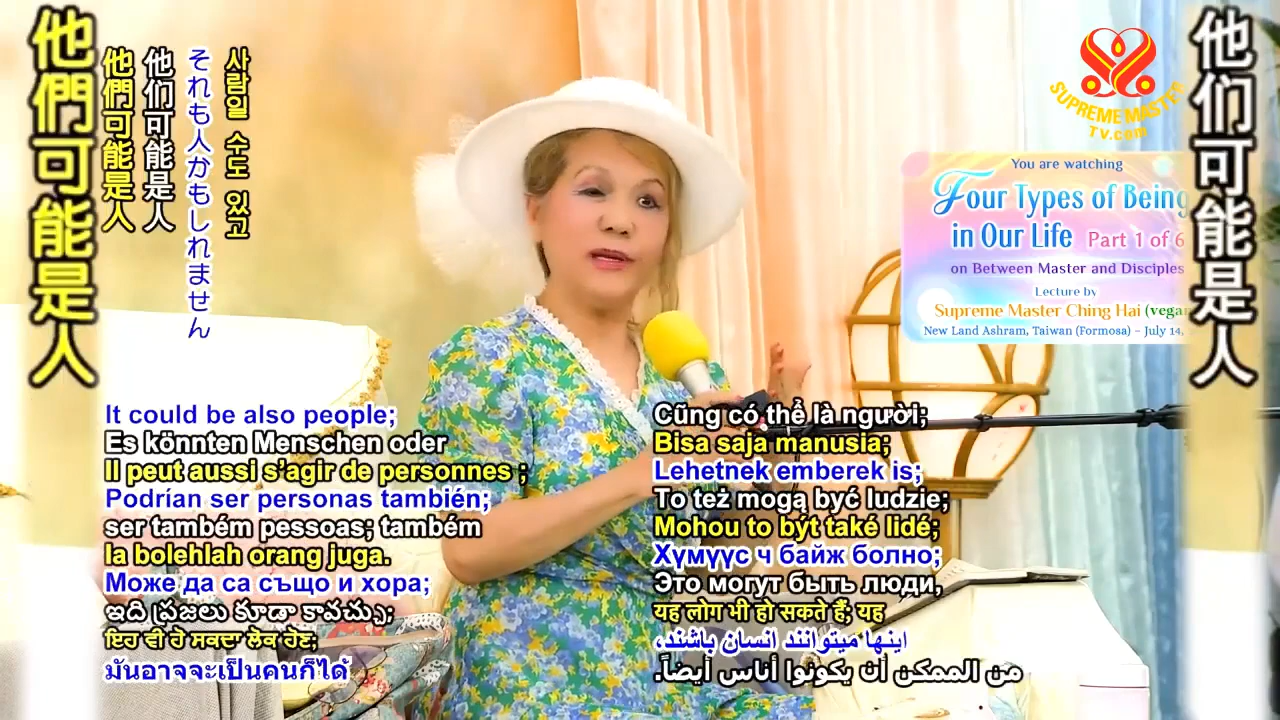 他們可能是人
他們可能是人
他们可能是人
それも人かもしれません
사람일 수도 있고
SUPREME MASTER
TV.com
You are watching
Four Types of Being
in Our Life Part 1 of 6
on Between Master and Disciples
Lecture by
Supreme Master Ching Hai (vegan
New Land Ashram, Taiwan (Formosa) – July 14,
他们可能是人
It could be also people;
Es könnten Menschen oder
Il peut aussi s’agir de personnes ;
Podrían ser personas también;
ser também pessoas; também
Ia bolehlah orang juga.
Може да са също и хора;
ఇది ప్రజలు కూడా కావచ్చు;
ਇਹ ਵੀ ਹੋ ਸਕਦਾ ਲੋਕ ਹੋਣ;
มันอาจจะเป็นคนก็ได้
Cũng có thể là người;
Bisa saja manusia;
Lehetnek emberek is;
To też mogą być ludzie;
Mohou to být také lidé;
Хүмүүс ч байж болно;
Это могут быть люди,
यह लोग भी हो सकते हैं; यह
اینها میتوانند انسان باشند،
من الممكن أن يكونوا أناس أيضاً.